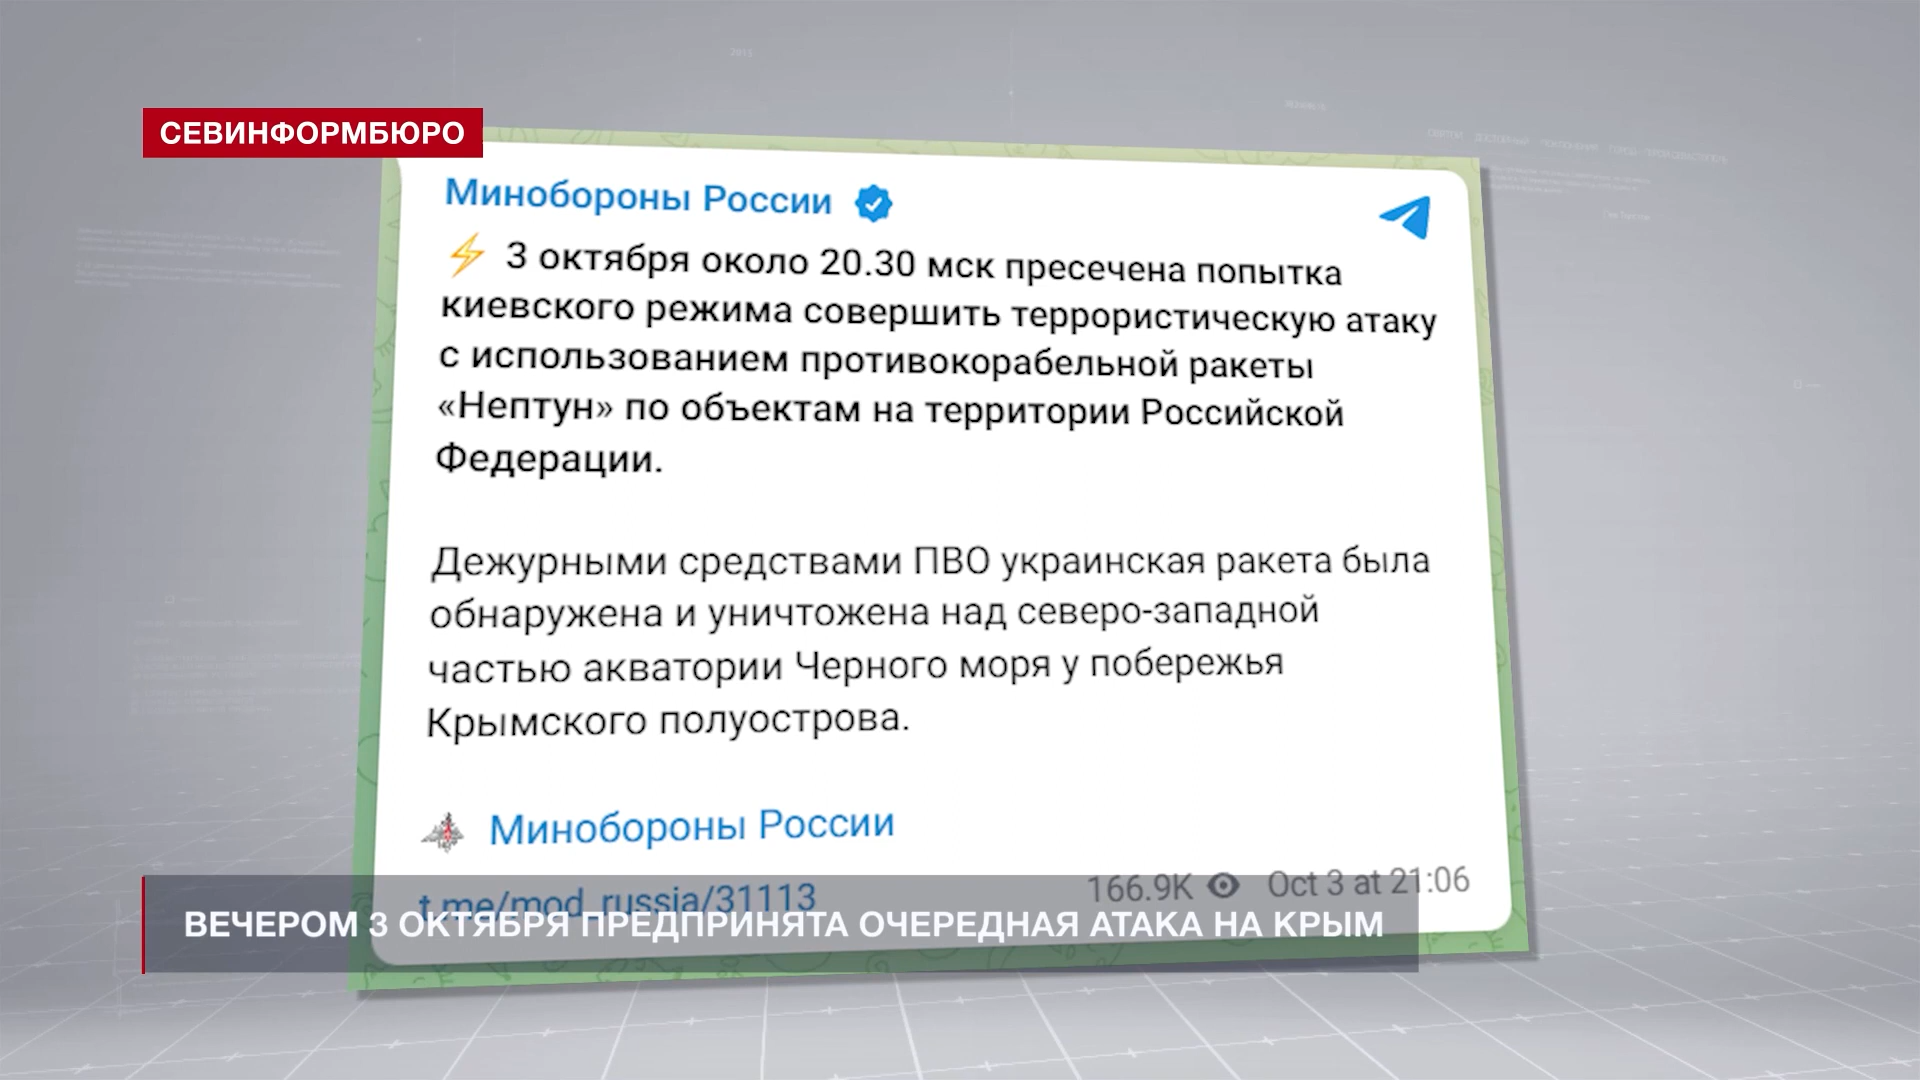 СЕВИНФОРМБЮРО
Минобороны России
⚡ 3 октября около 20.30 мск пресечена попытка
киевского режима совершить террористическую атаку
с использованием противокорабельной ракеты
«Нептун» по объектам на территории Российской
Федерации.
Дежурными средствами ПВО украинская ракета была
обнаружена и уничтожена над северо-западной
частью акватории Черного моря у побережья
Крымского полуострова.
Минобороны России
t.me/mod_russia/31113
166.9K Oct 3 at 21:06
ВЕЧЕРОМ 3 ОКТЯБРЯ ПРЕДПРИНЯТА ОЧЕРЕДНАЯ АТАКА НА КРЫМ